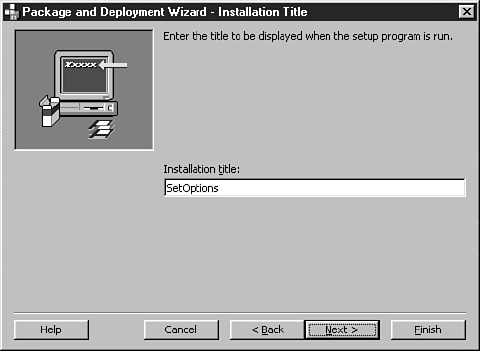 Package and Deployment Wizard - Installation Title
Enter the title to be displayed when the setup program is run.
Xxxxx
Installation title:
SetOptions
Help
Cancel
< Back
Next >
Finish